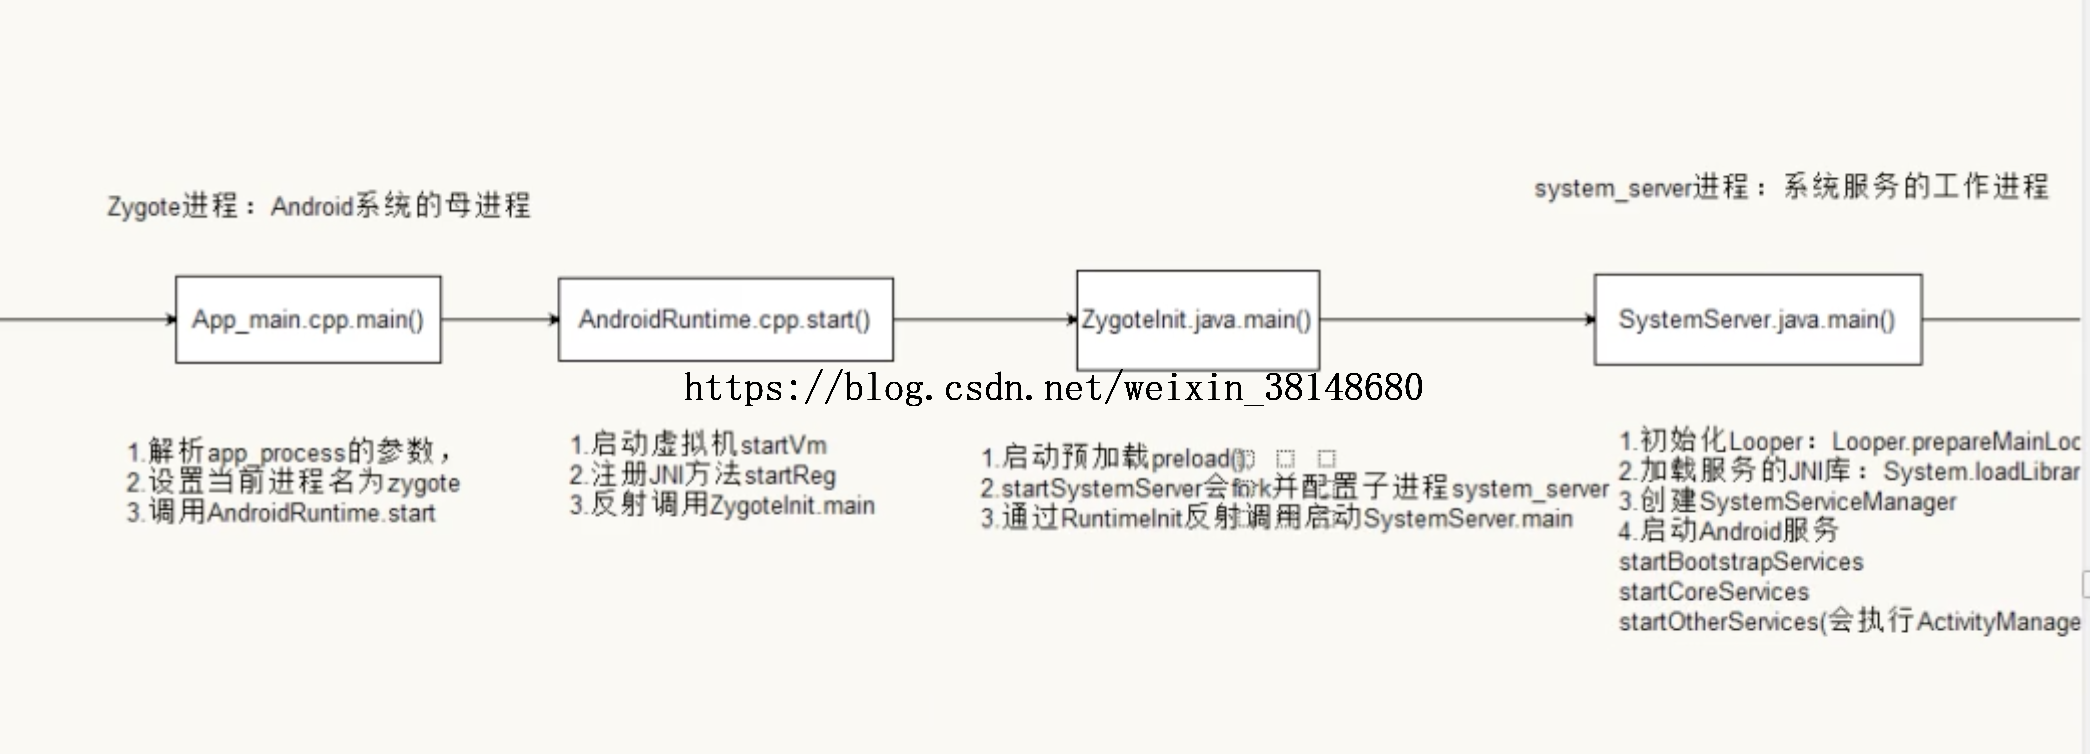 Zygote进程：Android系统的母进程
system_server进程：系统服务的工作进程
App_main.cpp.main()
AndroidRuntime.cpp.start()
ZygoteInit.java.main()
SystemServer.java.main()
https://blog.csdn.net/weixin_38148680
1.解析app_process的参数，
2.设置当前进程名为zygote
3.调用AndroidRuntime.start
1.启动虚拟机startVm
2.注册JNI方法startReg
3.反射调用ZygoteInit.main
1.启动预加载preload()
2.startSystemServer会fork并配置子进程system_server
3.通过RuntimeInit反射调用启动SystemServer.main
1.初始化Looper：Looper.prepareMainLoo
2.加载服务的JNI库：System.loadLibrar
3.创建SystemServiceManager
4.启动Android服务
startBootstrapServices
startCoreServices
startOtherServices(会执行ActivityManage